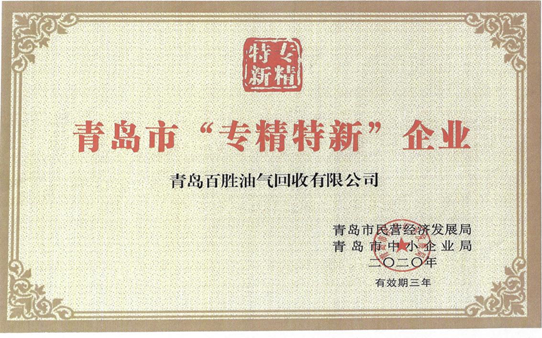 专精
特新
青岛市“专精特新”企业
青岛百胜油气回收有限公司
青岛市民营经济发展局
青岛市中小企业局
二〇二〇年
有效期三年